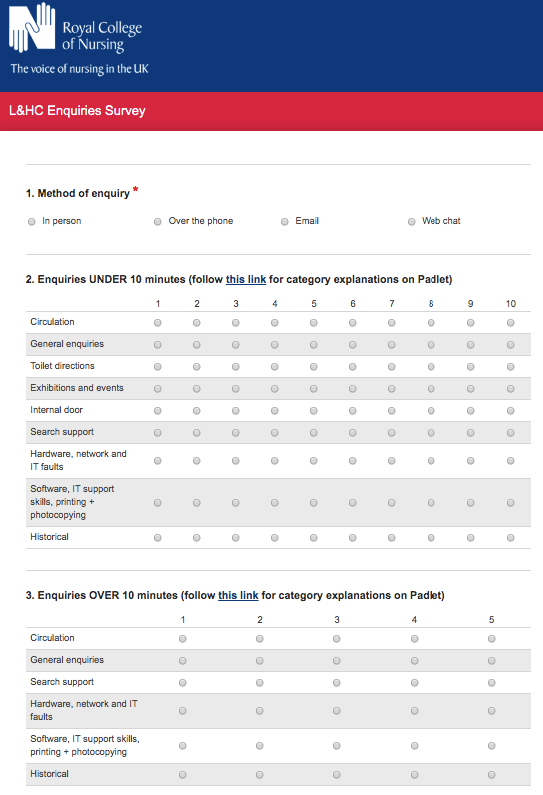 Royal College
of Nursing
The voice of nursing in the UK
L&HC Enquiries Survey
1. Method of enquiry *
In person Over the phone Email Web chat
2. Enquiries UNDER 10 minutes (follow this link for category explanations on Padlet)
1 2 3 4 5 6 7 8 9 10
Circulation
General enquiries
Toilet directions
Exhibitions and events
Internal door
Search support
Hardware, network and
IT faults
Software, IT support
skills, printing +
photocopying
Historical
3. Enquiries OVER 10 minutes (follow this link for category explanations on Padlet)
1 2 3 4 5
Circulation
General enquiries
Search support
Hardware, network and IT
faults
Software, IT support skills,
printing + photocopying
Historical